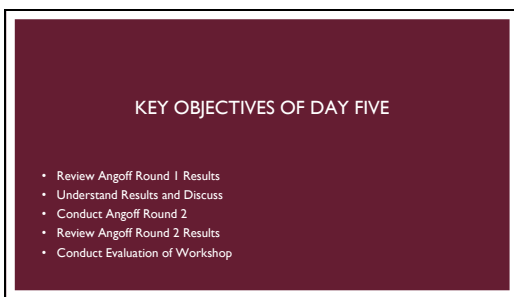 KEY OBJECTIVES OF DAY FIVE
• Review Angoff Round 1 Results
• Understand Results and Discuss
• Conduct Angoff Round 2
• Review Angoff Round 2 Results
• Conduct Evaluation of Workshop